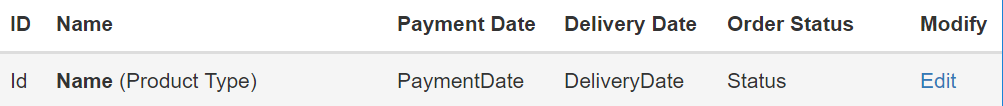 ID Name Payment Date Delivery Date Order Status Modify
Id Name (Product Type) PaymentDate DeliveryDate Status Edit